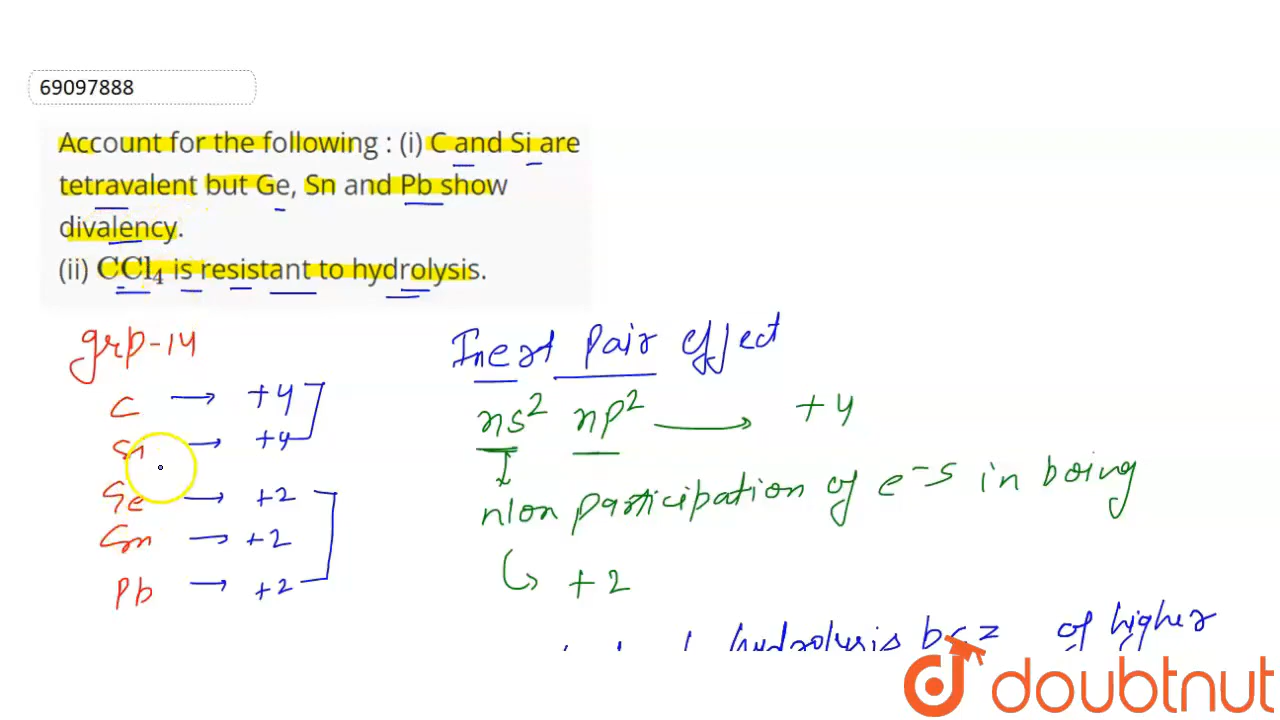 69097888
Account for the following : (i) C and Si are
tetravalent but Ge, Sn and Pb show
divalency.
(ii) CCl₄ is resistant to hydrolysis.
grp-14
C → +4
Si → +4
Ge → +2
Sn → +2
Pb → +2
Inert Pair effect
ns² np² → +4
Non participation of e⁻s in boing
↳ +2
hydrolysis bcz of higher
doubtnut